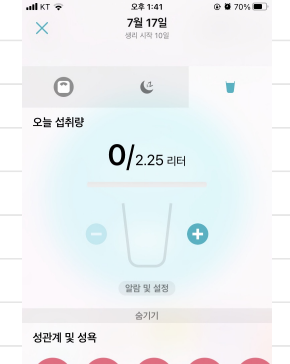 KT 오후 1:41 70%
7월 17일
생리 시작 10일
오늘 섭취량
0/2.25 리터
알람 및 설정
숨기기
성관계 및 성욕